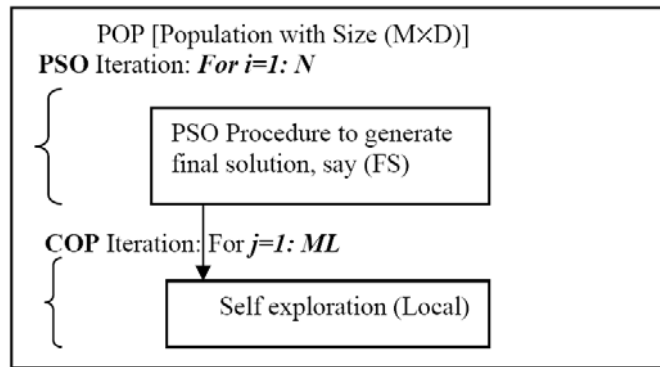 POP [Population with Size (M×D)]
PSO Iteration: For i=1: N
PSO Procedure to generate
final solution, say (FS)
COP Iteration: For j=1: ML
Self exploration (Local)